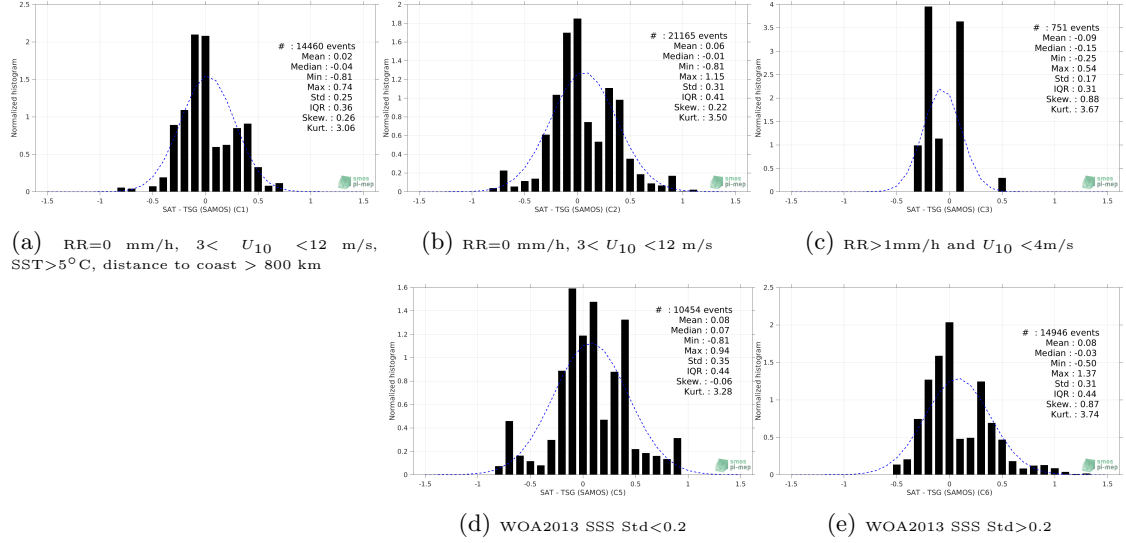 # : 14460 events
Mean : 0.02
Median : -0.04
Min : -0.81
Max : 0.74
Std : 0.25
IQR : 0.36
Skew. : 0.26
Kurt. : 3.06
Normalized histogram
2.5
2
1.5
1
0.5
0
-1.5 -1 -0.5 0 0.5 1 1.5
SAT - TSG (SAMOS) (C1)
smos
pi-mep
(a) RR=0 mm/h, 3< U10 <12 m/s,
SST>5°C, distance to coast > 800 km
# : 21165 events
Mean : 0.06
Median : -0.01
Min : -0.81
Max : 1.15
Std : 0.31
IQR : 0.41
Skew. : 0.22
Kurt. : 3.50
Normalized histogram
2
1.8
1.6
1.4
1.2
1
0.8
0.6
0.4
0.2
0
-1.5 -1 -0.5 0 0.5 1 1.5
SAT - TSG (SAMOS) (C2)
smos
pi-mep
(b) RR=0 mm/h, 3< U10 <12 m/s
# : 751 events
Mean : -0.09
Median : -0.15
Min : -0.25
Max : 0.54
Std : 0.17
IQR : 0.31
Skew. : 0.88
Kurt. : 3.67
Normalized histogram
4
3.5
3
2.5
2
1.5
1
0.5
0
-1.5 -1 -0.5 0 0.5 1 1.5
SAT - TSG (SAMOS) (C3)
smos
pi-mep
(c) RR>1mm/h and U10 <4m/s
# : 10454 events
Mean : 0.08
Median : 0.07
Min : -0.81
Max : 0.94
Std : 0.35
IQR : 0.44
Skew. : -0.06
Kurt. : 3.28
Normalized histogram
1.6
1.4
1.2
1
0.8
0.6
0.4
0.2
0
-1.5 -1 -0.5 0 0.5 1 1.5
SAT - TSG (SAMOS) (C5)
smos
pi-mep
(d) WOA2013 SSS Std<0.2
# : 14946 events
Mean : 0.08
Median : -0.03
Min : -0.50
Max : 1.37
Std : 0.31
IQR : 0.44
Skew. : 0.87
Kurt. : 3.74
Normalized histogram
2.5
2
1.5
1
0.5
0
-1.5 -1 -0.5 0 0.5 1 1.5
SAT - TSG (SAMOS) (C6)
smos
pi-mep
(e) WOA2013 SSS Std>0.2